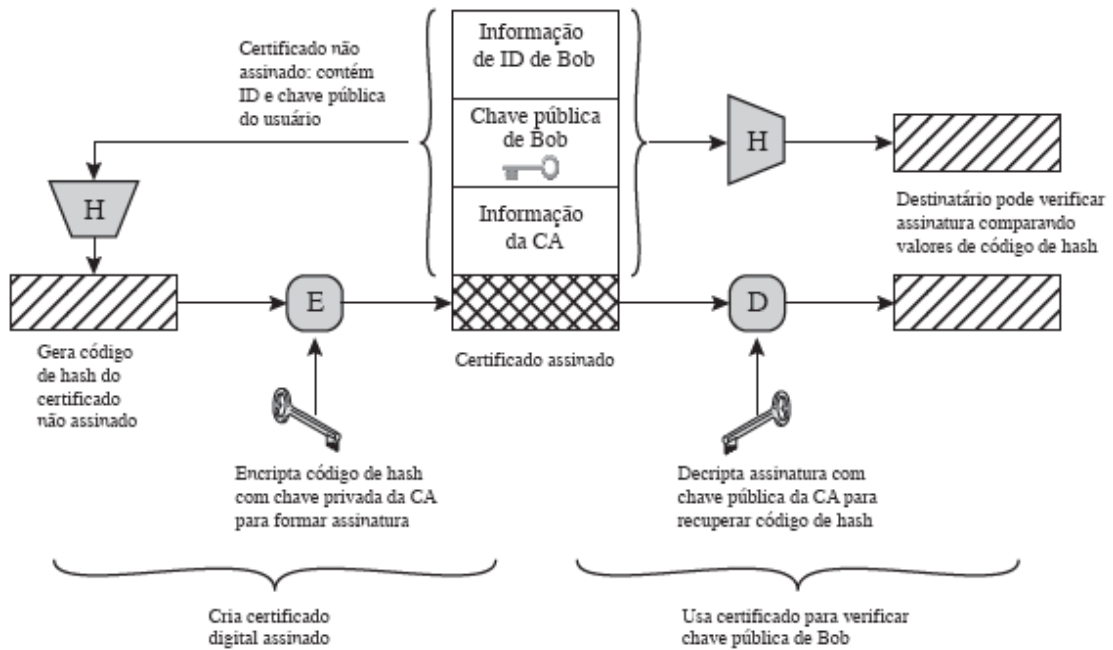 Certificado não
assinado: contém
ID e chave pública
do usuário
Informação
de ID de Bob
Chave pública
de Bob
Informação
da CA
H
H
Destinatário pode verificar
assinatura comparando
valores de código de hash
E
D
Gera código
de hash do
certificado
não assinado
Certificado assinado
Encripta código de hash
com chave privada da CA
para formar assinatura
Decripta assinatura com
chave pública da CA para
recuperar código de hash
Cria certificado
digital assinado
Usa certificado para verificar
chave pública de Bob